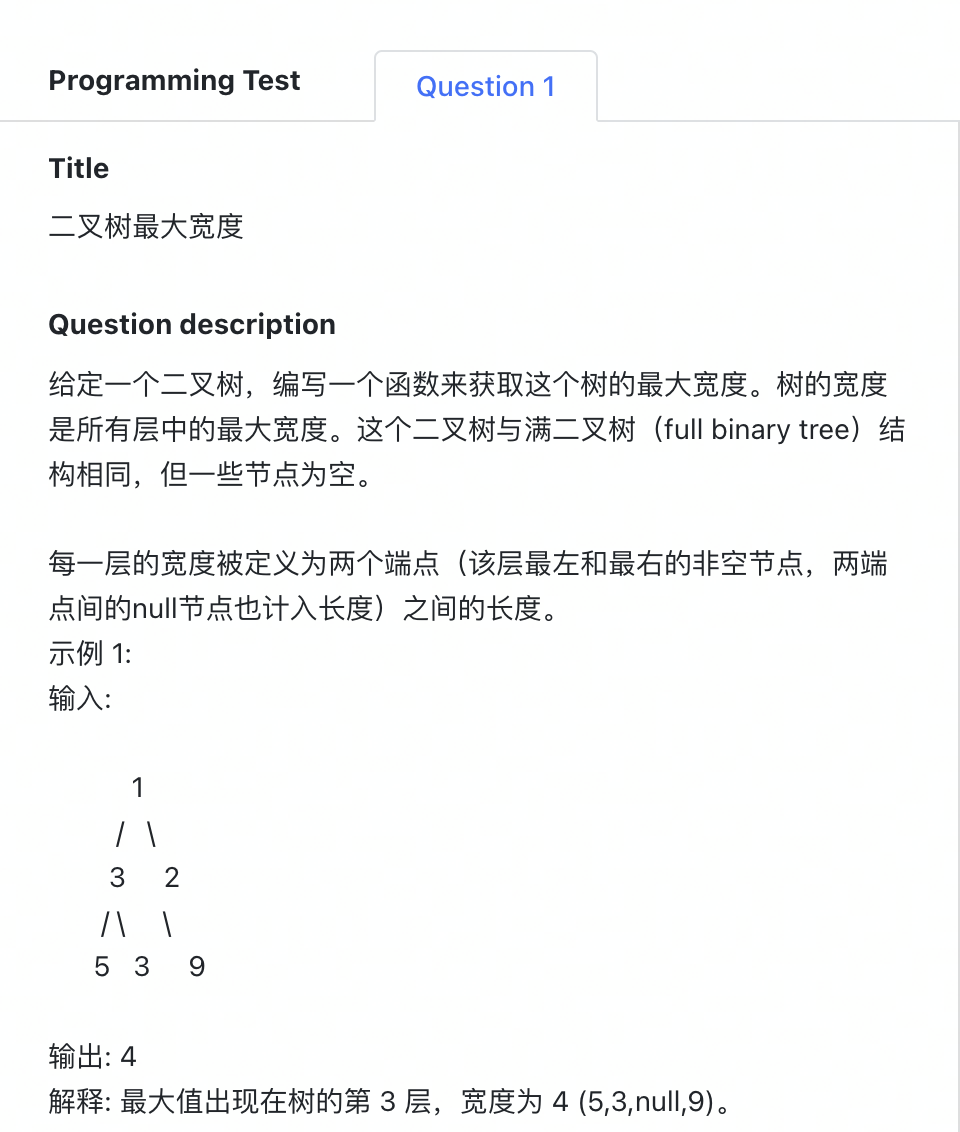 Programming Test
Question 1
Title
二叉树最大宽度
Question description
给定一个二叉树，编写一个函数来获取这个树的最大宽度。树的宽度
是所有层中的最大宽度。这个二叉树与满二叉树（full binary tree）结
构相同，但一些节点为空。
每一层的宽度被定义为两个端点（该层最左和最右的非空节点，两端
点间的null节点也计入长度）之间的长度。
示例 1:
输入:
1
/ \
3 2
/ \ \
5 3 9
输出: 4
解释: 最大值出现在树的第 3 层，宽度为 4 (5,3,null,9)。